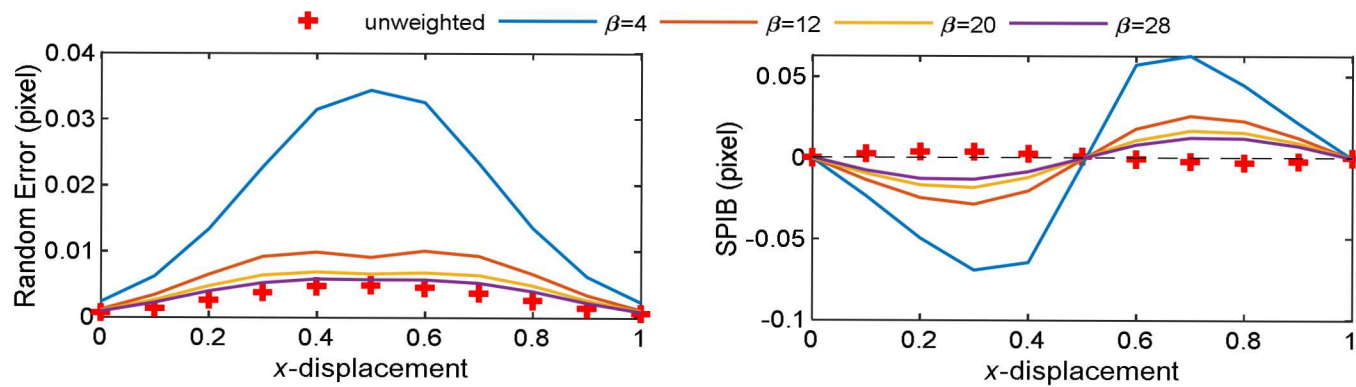 unweighted β=4 β=12 β=20 β=28
0.04
0.03
0.02
0.01
0
0 0.2 0.4 0.6 0.8 1
x-displacement
Random Error (pixel)
0.05
0
-0.05
-0.1
0 0.2 0.4 0.6 0.8 1
x-displacement
SPIB (pixel)